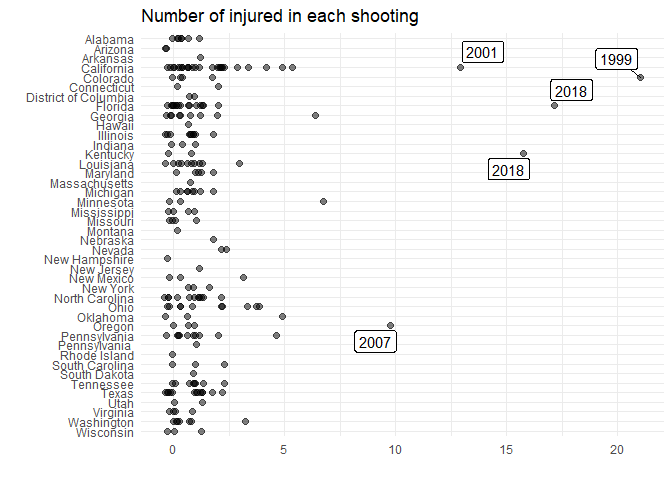 Number of injured in each shooting
Alabama
Arizona
Arkansas
California
Colorado
Connecticut
District of Columbia
Florida
Georgia
Hawaii
Illinois
Indiana
Kentucky
Louisiana
Maryland
Massachusetts
Michigan
Minnesota
Mississippi
Missouri
Montana
Nebraska
Nevada
New Hampshire
New Jersey
New Mexico
New York
North Carolina
Ohio
Oklahoma
Oregon
Pennsylvania
Pennsylvania
Rhode Island
South Carolina
South Dakota
Tennessee
Texas
Utah
Virginia
Washington
Wisconsin
2001
1999
2018
2018
2007
0 5 10 15 20